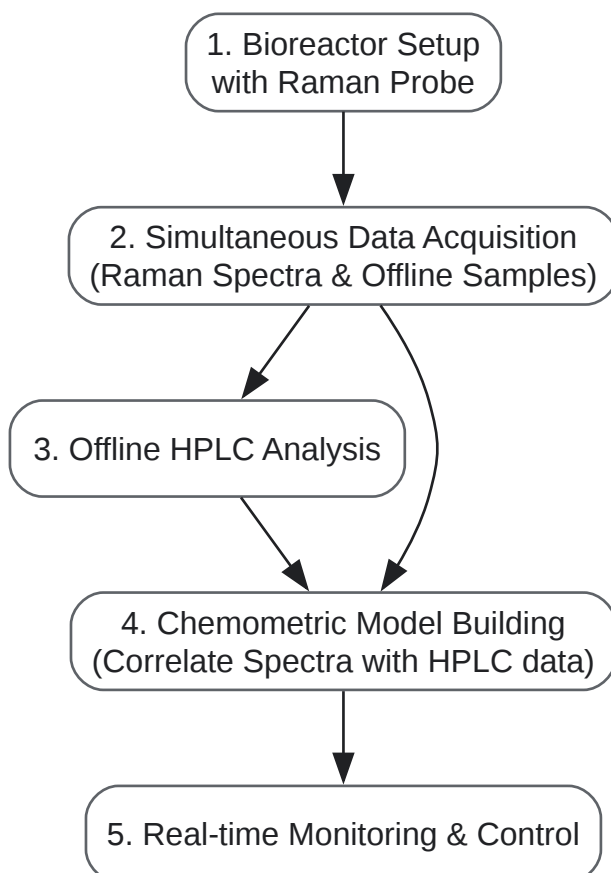 1. Bioreactor Setup
with Raman Probe
2. Simultaneous Data Acquisition
(Raman Spectra & Offline Samples)
3. Offline HPLC Analysis
4. Chemometric Model Building
(Correlate Spectra with HPLC data)
5. Real-time Monitoring & Control